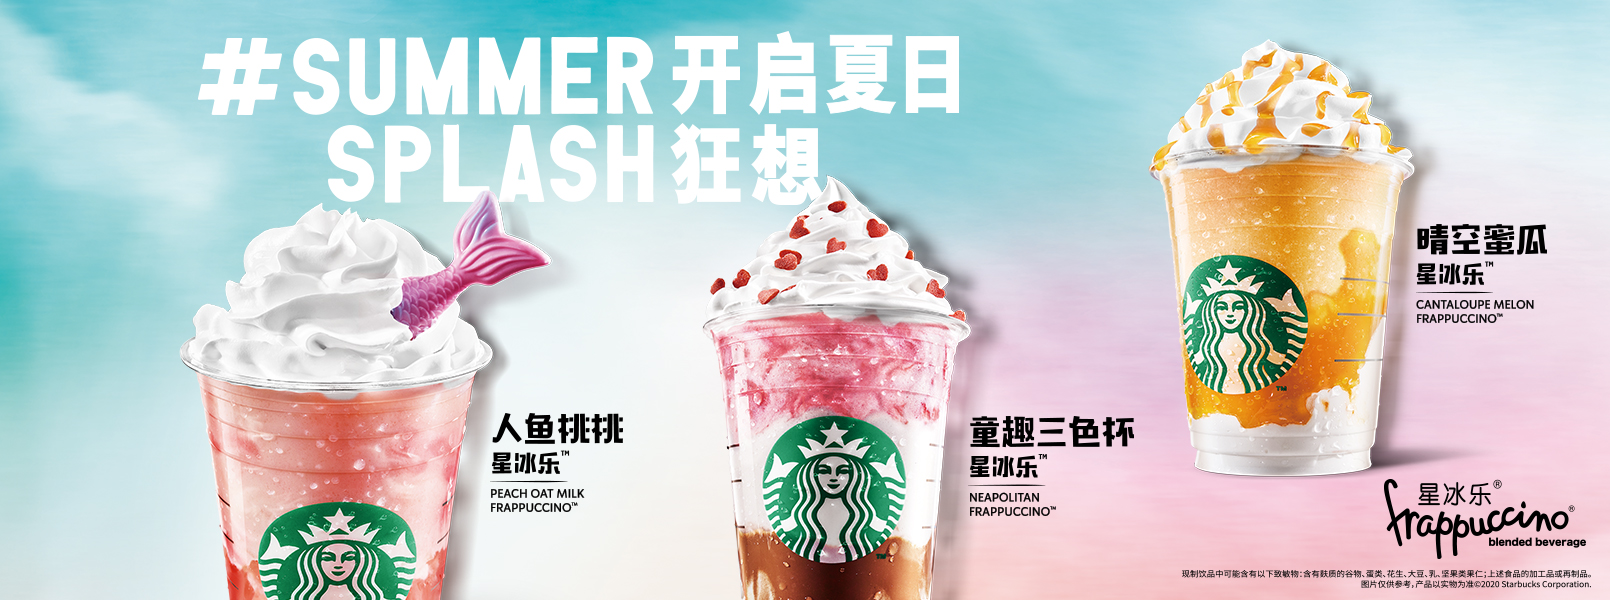 #SUMMER 开启夏日
SPLASH 狂想
晴空蜜瓜
星冰乐™
CANTALOUPE MELON
FRAPPUCCINO™
人鱼桃桃
星冰乐™
PEACH OAT MILK
FRAPPUCCINO™
童趣三色杯
星冰乐™
NEAPOLITAN
FRAPPUCCINO™
星冰乐®
frappuccino®
blended beverage
现制饮品中可能含有以下致敏物:含有麸质的谷物、蛋类、花生、大豆、乳、坚果类果仁;上述食品的加工品或再制品。
图片仅供参考,产品以实物为准©2020 Starbucks Corporation.